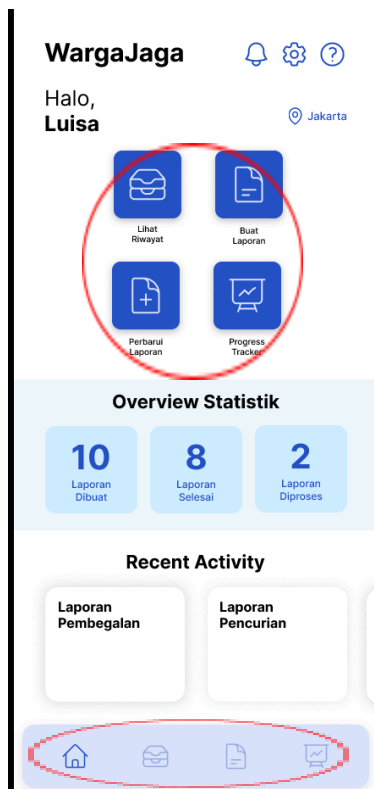 WargaJaga
Halo,
Luisa
Jakarta
Lihat
Riwayat
Buat
Laporan
Perbarui
Laporan
Progress
Tracker
Overview Statistik
10
Laporan
Dibuat
8
Laporan
Selesai
2
Laporan
Diproses
Recent Activity
Laporan
Pembegalan
Laporan
Pencurian